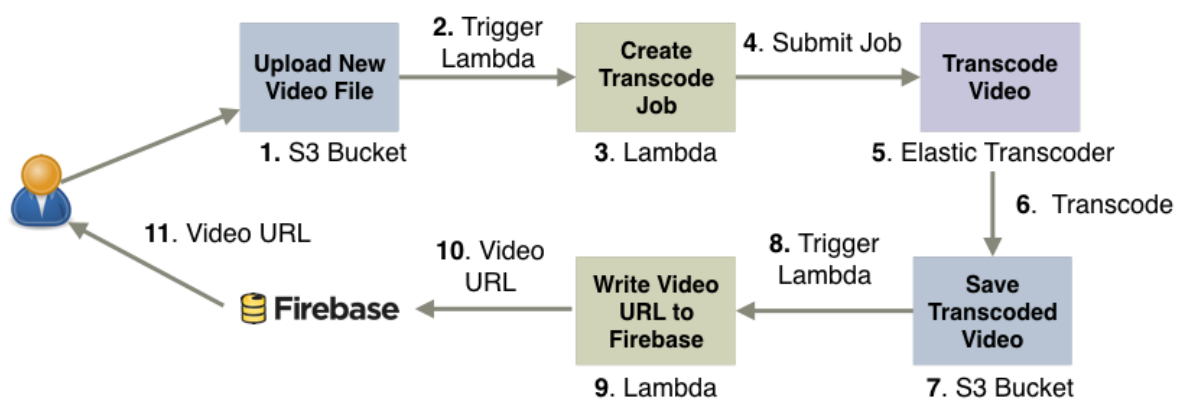 Upload New
Video File
1. S3 Bucket
2. Trigger
Lambda
Create
Transcode
Job
3. Lambda
4. Submit Job
Transcode
Video
5. Elastic Transcoder
6. Transcode
Save
Transcoded
Video
7. S3 Bucket
8. Trigger
Lambda
Write Video
URL to
Firebase
9. Lambda
10. Video
URL
Firebase
11. Video URL